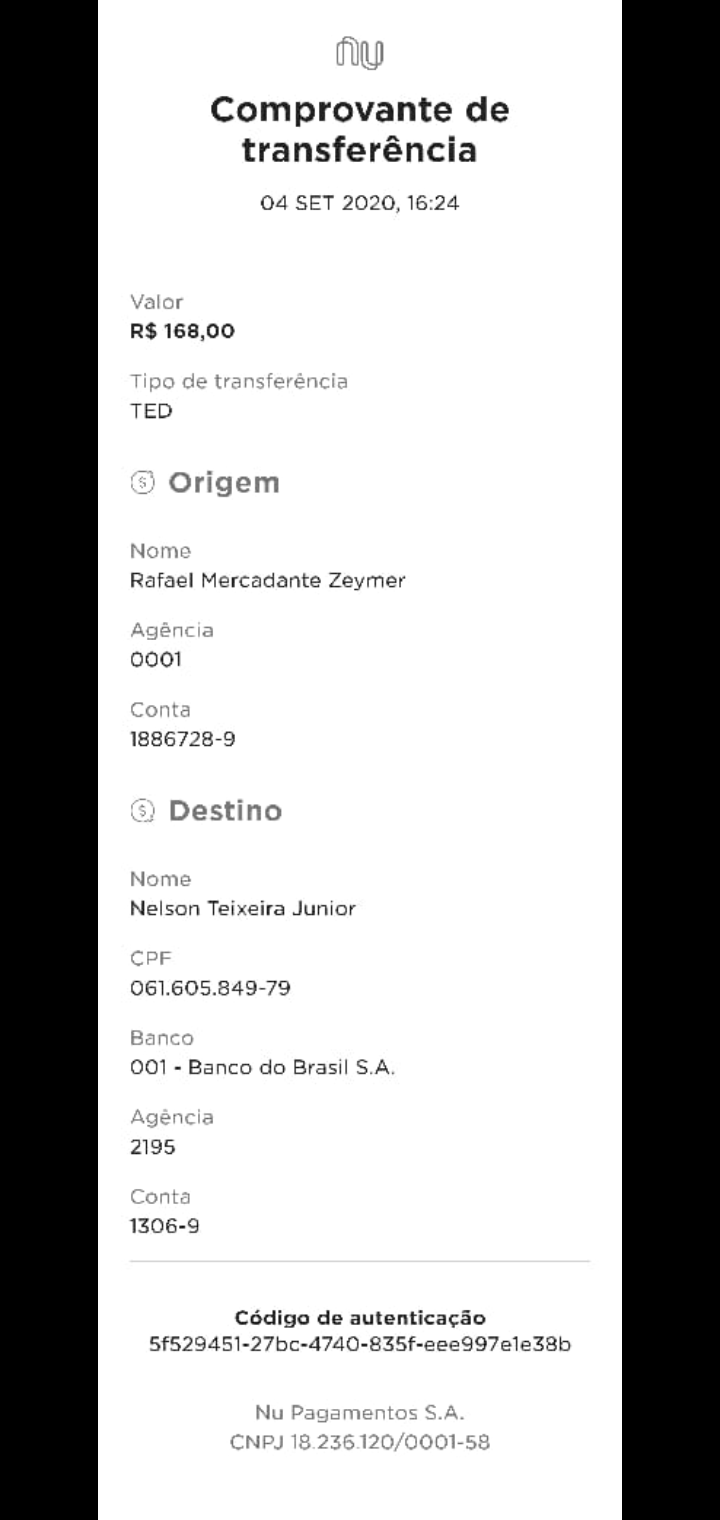 nu
Comprovante de
transferência
04 SET 2020, 16:24
Valor
R$ 168,00
Tipo de transferência
TED
Origem
Nome
Rafael Mercadante Zeymer
Agência
0001
Conta
1886728-9
Destino
Nome
Nelson Teixeira Junior
CPF
061.605.849-79
Banco
001 - Banco do Brasil S.A.
Agência
2195
Conta
1306-9
Código de autenticação
5f529451-27bc-4740-835f-eee997e1e38b
Nu Pagamentos S.A.
CNPJ 18.236.120/0001-58